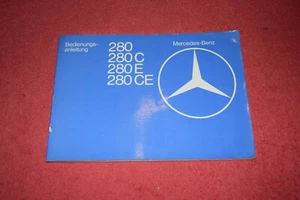 Bedienungs-
anleitung
280
280 C
280 E
280 CE
Mercedes-Benz